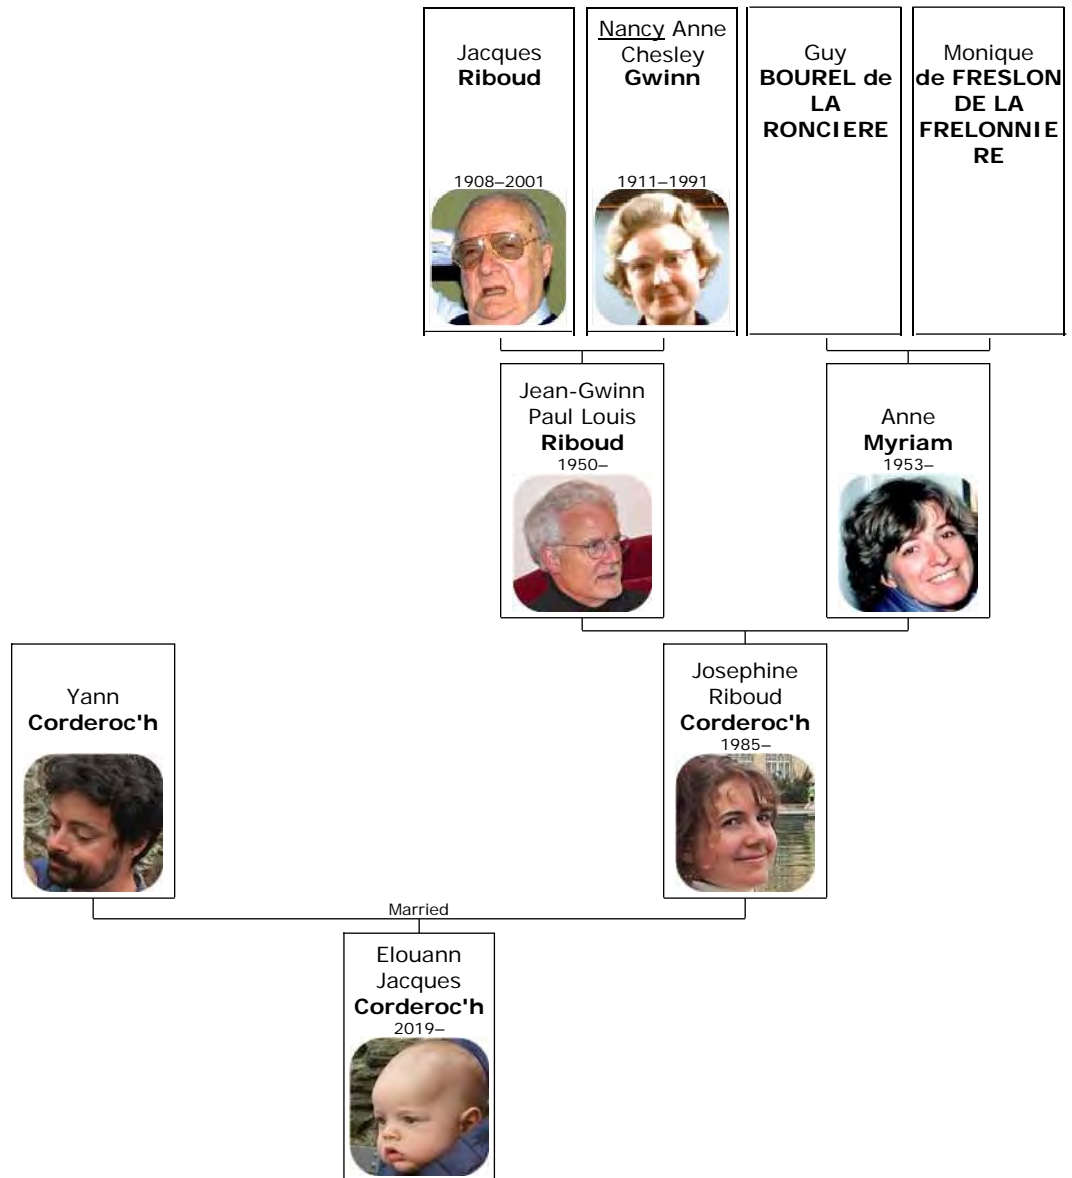 Jacques
Riboud
1908–2001
Nancy Anne
Chesley
Gwinn
1911–1991
Guy
BOUREL de
LA
RONCIERE
Monique
de FRESLON
DE LA
FRELONNIE
RE
Jean-Gwinn
Paul Louis
Riboud
1950–
Anne
Myriam
1953–
Yann
Corderoc'h
Josephine
Riboud
Corderoc'h
1985–
Married
Elouann
Jacques
Corderoc'h
2019–